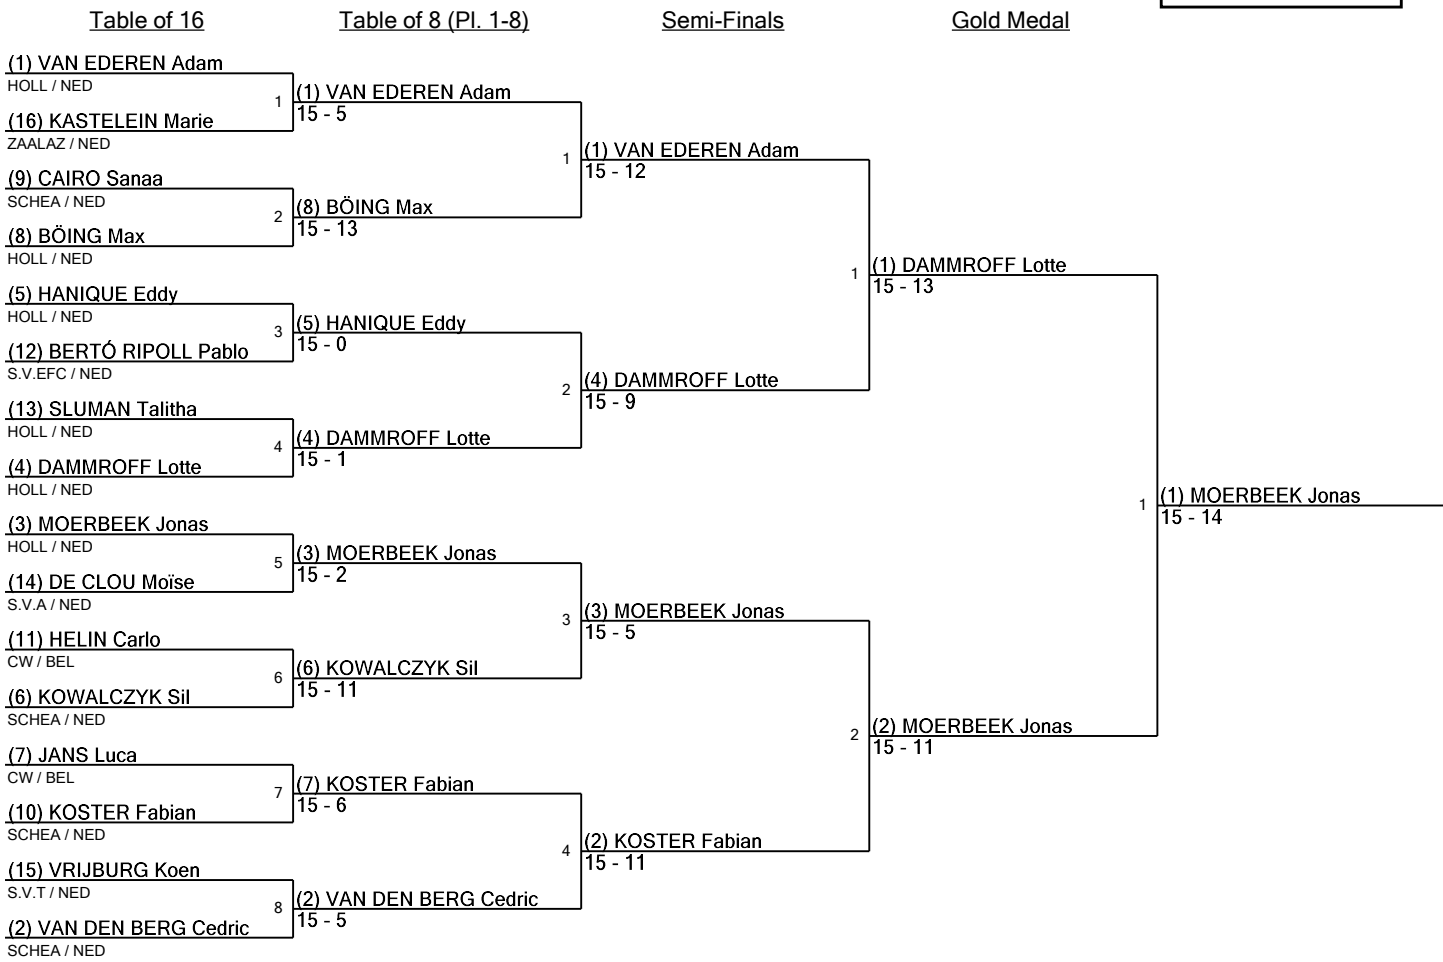 Table of 16
Table of 8 (Pl. 1-8)
Semi-Finals
Gold Medal
(1) VAN EDEREN Adam
HOLL / NED
(16) KASTELEIN Marie
ZAALAZ / NED
(9) CAIRO Sanaa
SCHEA / NED
(8) BÖING Max
HOLL / NED
(5) HANIQUE Eddy
HOLL / NED
(12) BERTÓ RIPOLL Pablo
S.V.EFC / NED
(13) SLUMAN Talitha
HOLL / NED
(4) DAMMROFF Lotte
HOLL / NED
(3) MOERBEEK Jonas
HOLL / NED
(14) DE CLOU Moïse
S.V.A / NED
(11) HELIN Carlo
CW / BEL
(6) KOWALCZYK Sil
SCHEA / NED
(7) JANS Luca
CW / BEL
(10) KOSTER Fabian
SCHEA / NED
(15) VRIJBURG Koen
S.V.T / NED
(2) VAN DEN BERG Cedric
SCHEA / NED
1
(1) VAN EDEREN Adam
15 - 5
2
(8) BÖING Max
15 - 13
3
(5) HANIQUE Eddy
15 - 0
4
(4) DAMMROFF Lotte
15 - 1
5
(3) MOERBEEK Jonas
15 - 2
6
(6) KOWALCZYK Sil
15 - 11
7
(7) KOSTER Fabian
15 - 6
8
(2) VAN DEN BERG Cedric
15 - 5
1
(1) VAN EDEREN Adam
15 - 12
2
(4) DAMMROFF Lotte
15 - 9
3
(3) MOERBEEK Jonas
15 - 5
4
(2) KOSTER Fabian
15 - 11
1
(1) DAMMROFF Lotte
15 - 13
2
(2) MOERBEEK Jonas
15 - 11
1
(1) MOERBEEK Jonas
15 - 14